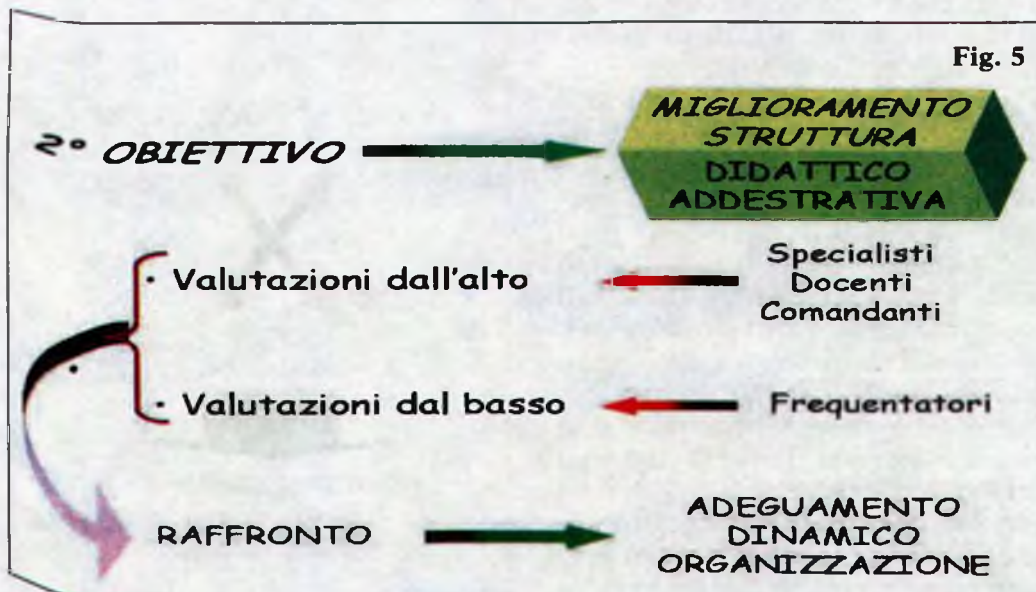 Fig. 5
2° OBIETTIVO
MIGLIORAMENTO
STRUTTURA
DIDATTICO
ADDESTRATIVA
· Valutazioni dall'alto
Specialisti
Docenti
Comandanti
· Valutazioni dal basso
Frequentatori
RAFFRONTO
ADEGUAMENTO
DINAMICO
ORGANIZZAZIONE